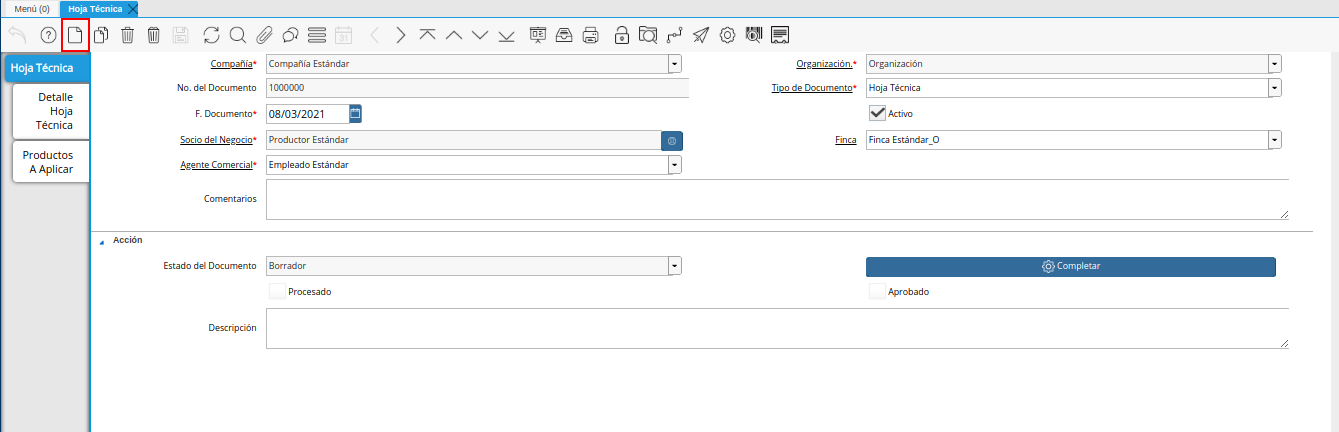 Menú (0) Hoja Técnica
31
Hoja Técnica
Detalle
Hoja
Técnica
Productos
A Aplicar
Compañía* Compañía Estándar Organización.* Organización
No. del Documento 1000000 Tipo de Documento* Hoja Técnica
F. Documento* 08/03/2021 Activo
Socio del Negocio* Productor Estándar Finca Finca Estándar_O
Agente Comercial* Empleado Estándar
Comentarios
Acción
Estado del Documento Borrador Completar
Procesado Aprobado
Descripción